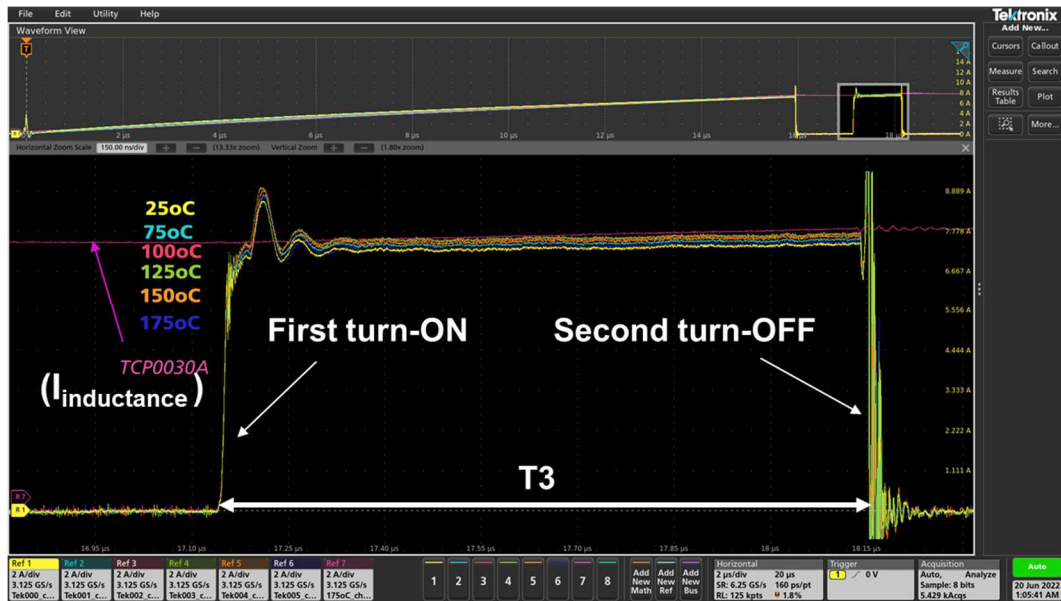 File Edit Utility Help
Tektronix
Waveform View
Add New...
Cursors Callout
Measure Search
Results Table Plot
More...
T
14 A
12 A
10 A
8 A
6 A
4 A
2 A
0 A
2 µs 4 µs 6 µs 8 µs 10 µs 12 µs 14 µs 16 µs 18 µs
Horizontal Zoom Scale 150.00 ns/div + − (13.33x zoom) Vertical Zoom + − (1.80x zoom) X
25oC
75oC
100oC
125oC
150oC
175oC
TCP0030A
(Iinductance)
First turn-ON
Second turn-OFF
T3
8.889 A
7.778 A
6.667 A
5.556 A
4.444 A
3.333 A
2.222 A
1.111 A
R 7
R 1
16.95 µs 17.10 µs 17.25 µs 17.40 µs 17.55 µs 17.70 µs 17.85 µs 18 µs 18.15 µs
Ref 1 Ref 2 Ref 3 Ref 4 Ref 5 Ref 6 Ref 7
2 A/div 2 A/div 2 A/div 2 A/div 2 A/div 2 A/div 2 A/div
3.125 GS/s 3.125 GS/s 3.125 GS/s 3.125 GS/s 3.125 GS/s 3.125 GS/s 3.125 GS/s
Tek000_c... Tek001_c... Tek002_c... Tek003_c... Tek004_c... Tek005_c... 175oC_ch...
1 2 3 4 5 6 7 8
Add New Math
Add New Ref
Add New Bus
Horizontal
2 µs/div 20 µs
SR: 6.25 GS/s 160 ps/pt
RL: 125 kpts 1.8%
Trigger
1 0 V
Acquisition
Auto, Analyze
Sample: 8 bits
5.429 kAcqs
Auto
20 Jun 2022
1:05:41 AM